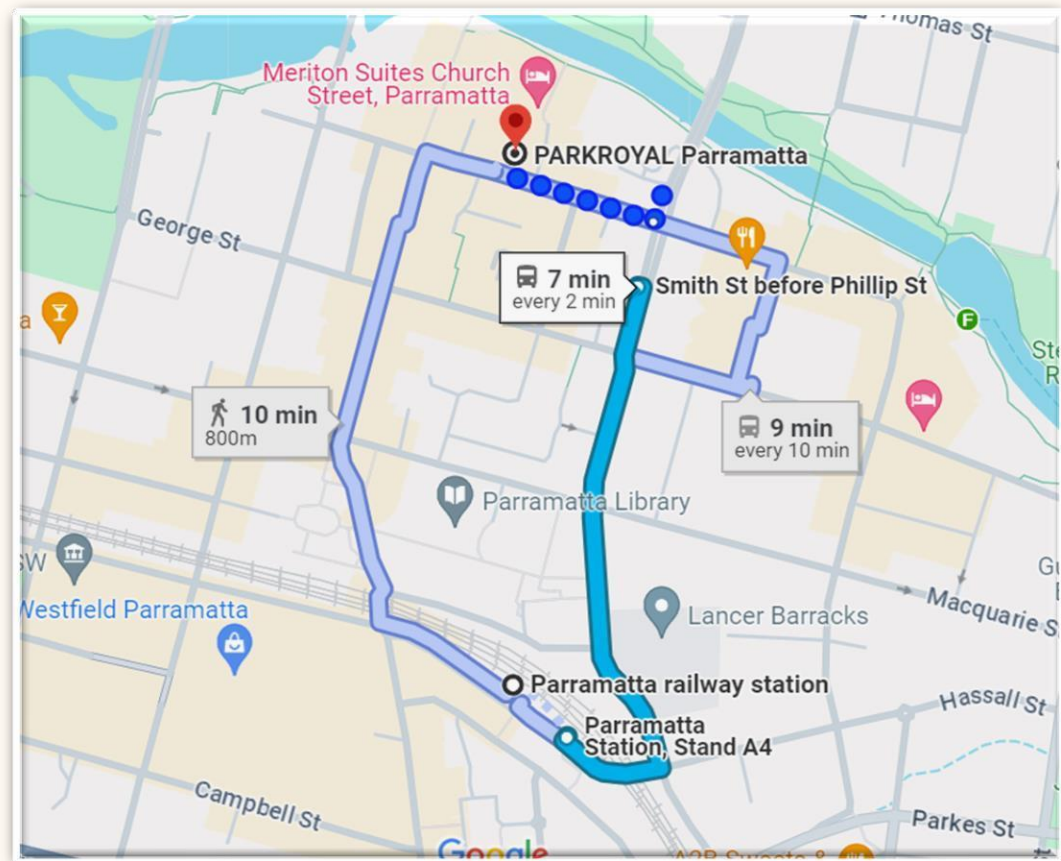 Thomas St
Meriton Suites Church
Street, Parramatta
PARKROYAL Parramatta
George St
7 min
every 2 min
Smith St before Phillip St
a
F
10 min
800m
9 min
every 10 min
Parramatta Library
SW
Westfield Parramatta
Lancer Barracks
Macquarie S
Parramatta railway station
Hassall St
Parramatta
Station, Stand A4
Campbell St
Parkes St
Google